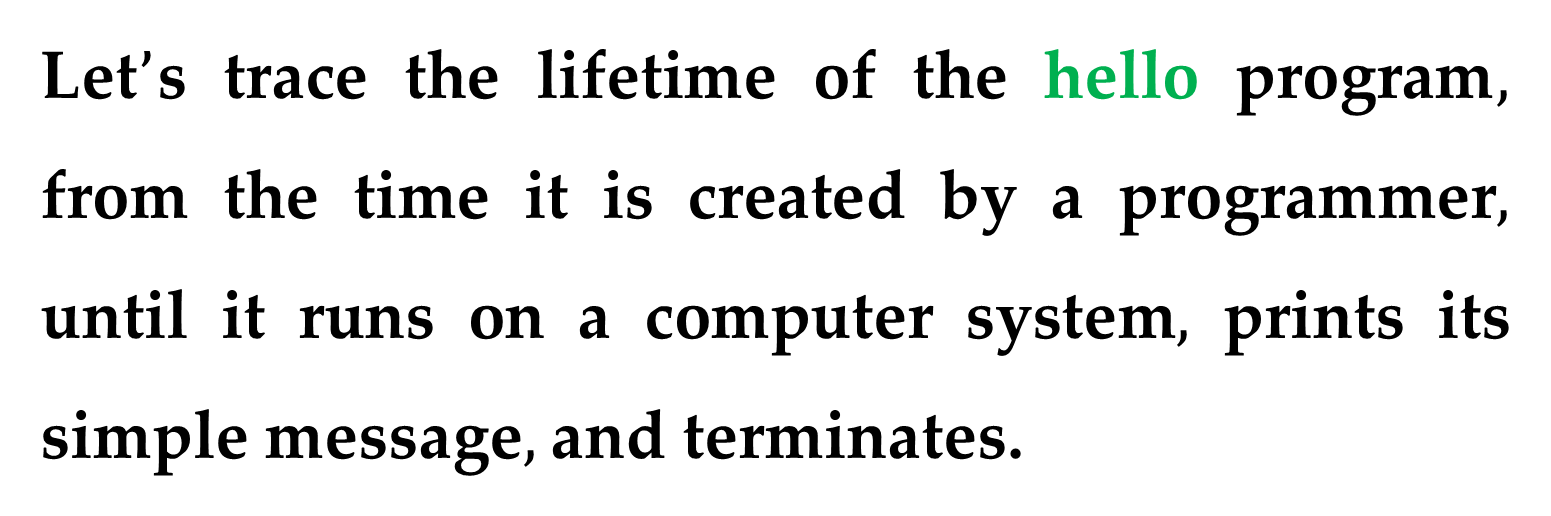 Let’s trace the lifetime of the hello program,
from the time it is created by a programmer,
until it runs on a computer system, prints its
simple message, and terminates.